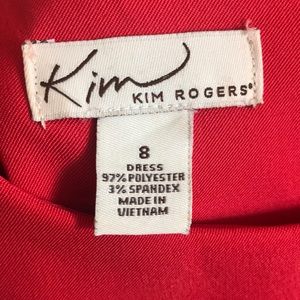 Kim
KIM ROGERS®
8
DRESS
97% POLYESTER
3% SPANDEX
MADE IN
VIETNAM